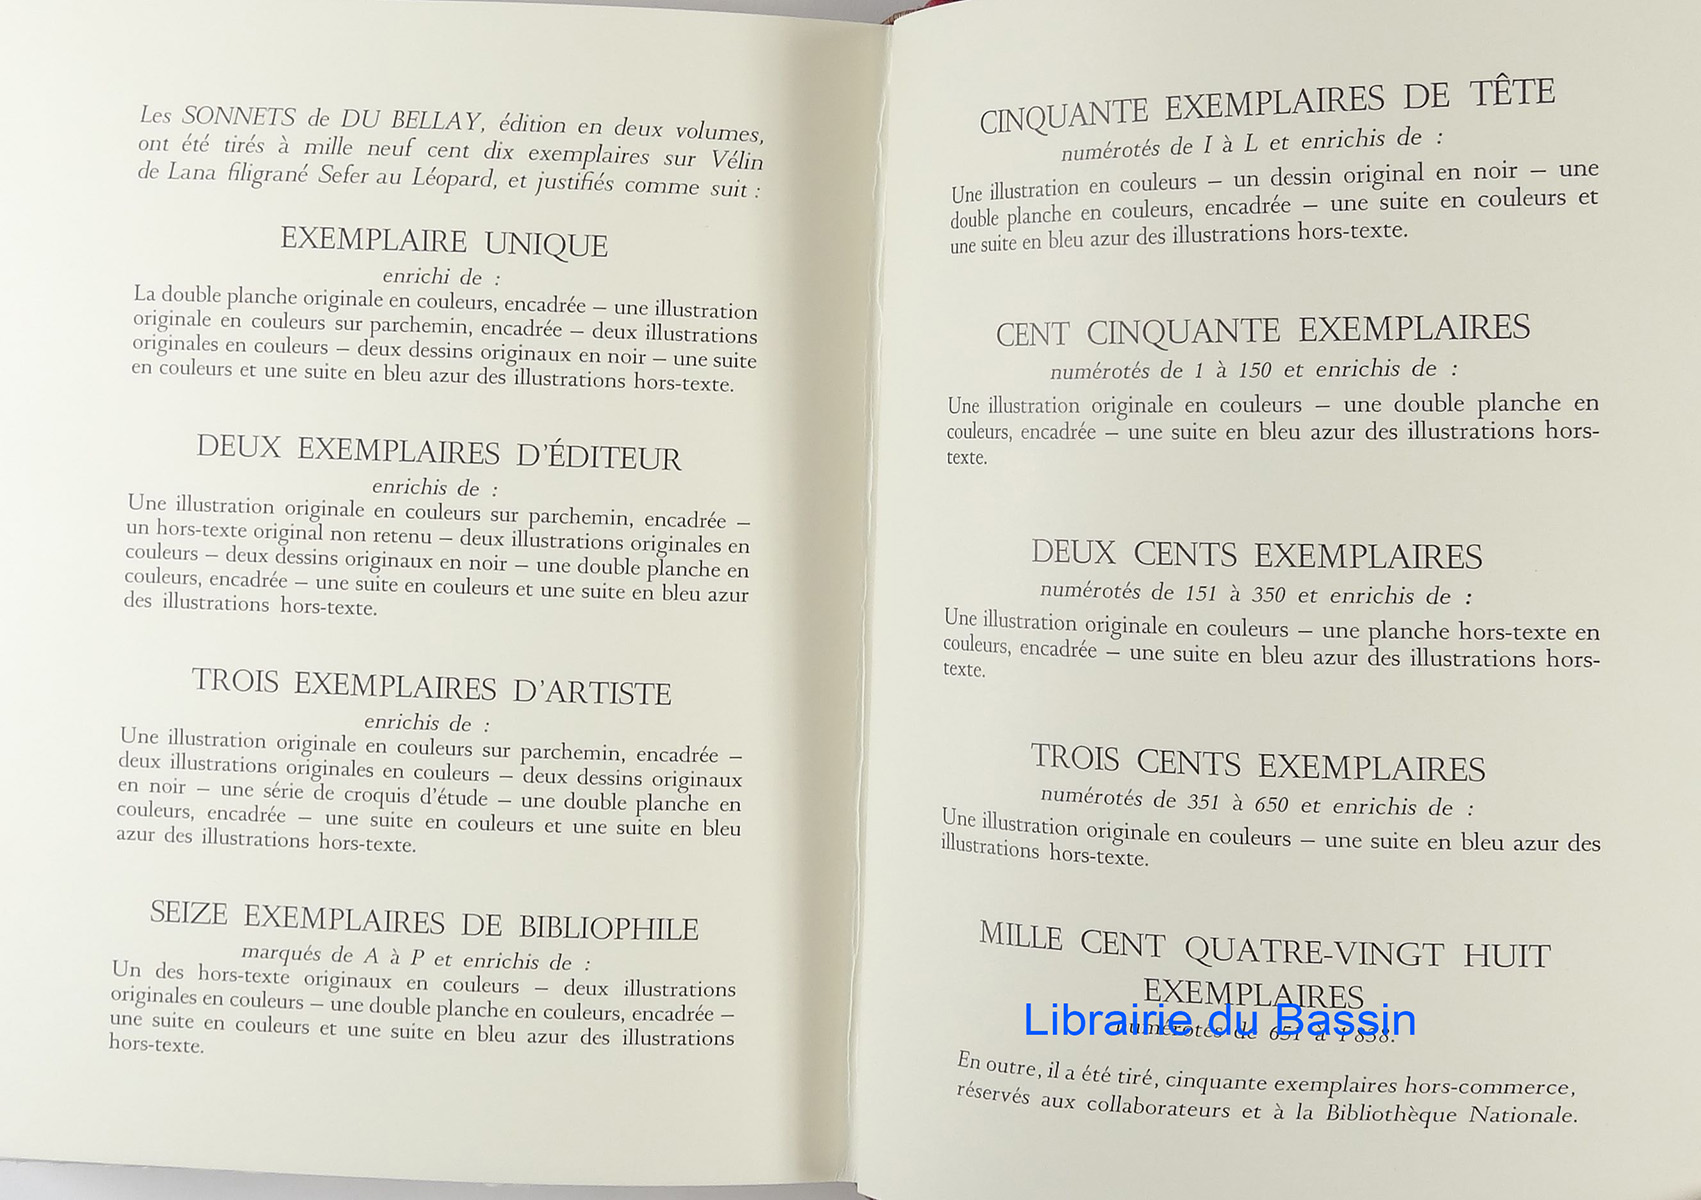 Les SONNETS de DU BELLAY, édition en deux volumes,
ont été tirés à mille neuf cent dix exemplaires sur Vélin
de Lana filigrané Sefer au Léopard, et justifiés comme suit :
EXEMPLAIRE UNIQUE
enrichi de :
La double planche originale en couleurs, encadrée – une illustration
originale en couleurs sur parchemin, encadrée – deux illustrations
originales en couleurs – deux dessins originaux en noir – une suite
en couleurs et une suite en bleu azur des illustrations hors-texte.
DEUX EXEMPLAIRES D'ÉDITEUR
enrichis de :
Une illustration originale en couleurs sur parchemin, encadrée –
un hors-texte original non retenu – deux illustrations originales en
couleurs – deux dessins originaux en noir – une double planche en
couleurs, encadrée – une suite en couleurs et une suite en bleu azur
des illustrations hors-texte.
TROIS EXEMPLAIRES D'ARTISTE
enrichis de :
Une illustration originale en couleurs sur parchemin, encadrée –
deux illustrations originales en couleurs – deux dessins originaux
en noir – une série de croquis d'étude – une double planche en
couleurs, encadrée – une suite en couleurs et une suite en bleu
azur des illustrations hors-texte.
SEIZE EXEMPLAIRES DE BIBLIOPHILE
marqués de A à P et enrichis de :
Un des hors-texte originaux en couleurs – deux illustrations
originales en couleurs – une double planche en couleurs, encadrée –
une suite en couleurs et une suite en bleu azur des illustrations
hors-texte.
CINQUANTE EXEMPLAIRES DE TÊTE
numérotés de I à L et enrichis de :
Une illustration en couleurs – un dessin original en noir – une
double planche en couleurs, encadrée – une suite en couleurs et
une suite en bleu azur des illustrations hors-texte.
CENT CINQUANTE EXEMPLAIRES
numérotés de 1 à 150 et enrichis de :
Une illustration originale en couleurs – une double planche en
couleurs, encadrée – une suite en bleu azur des illustrations hors-
texte.
DEUX CENTS EXEMPLAIRES
numérotés de 151 à 350 et enrichis de :
Une illustration originale en couleurs – une planche hors-texte en
couleurs, encadrée – une suite en bleu azur des illustrations hors-
texte.
TROIS CENTS EXEMPLAIRES
numérotés de 351 à 650 et enrichis de :
Une illustration originale en couleurs – une suite en bleu azur des
illustrations hors-texte.
MILLE CENT QUATRE-VINGT HUIT
EXEMPLAIRES
Librairie du Bassin
numérotés de 651 à 1 838.
En outre, il a été tiré, cinquante exemplaires hors-commerce,
réservés aux collaborateurs et à la Bibliothèque Nationale.